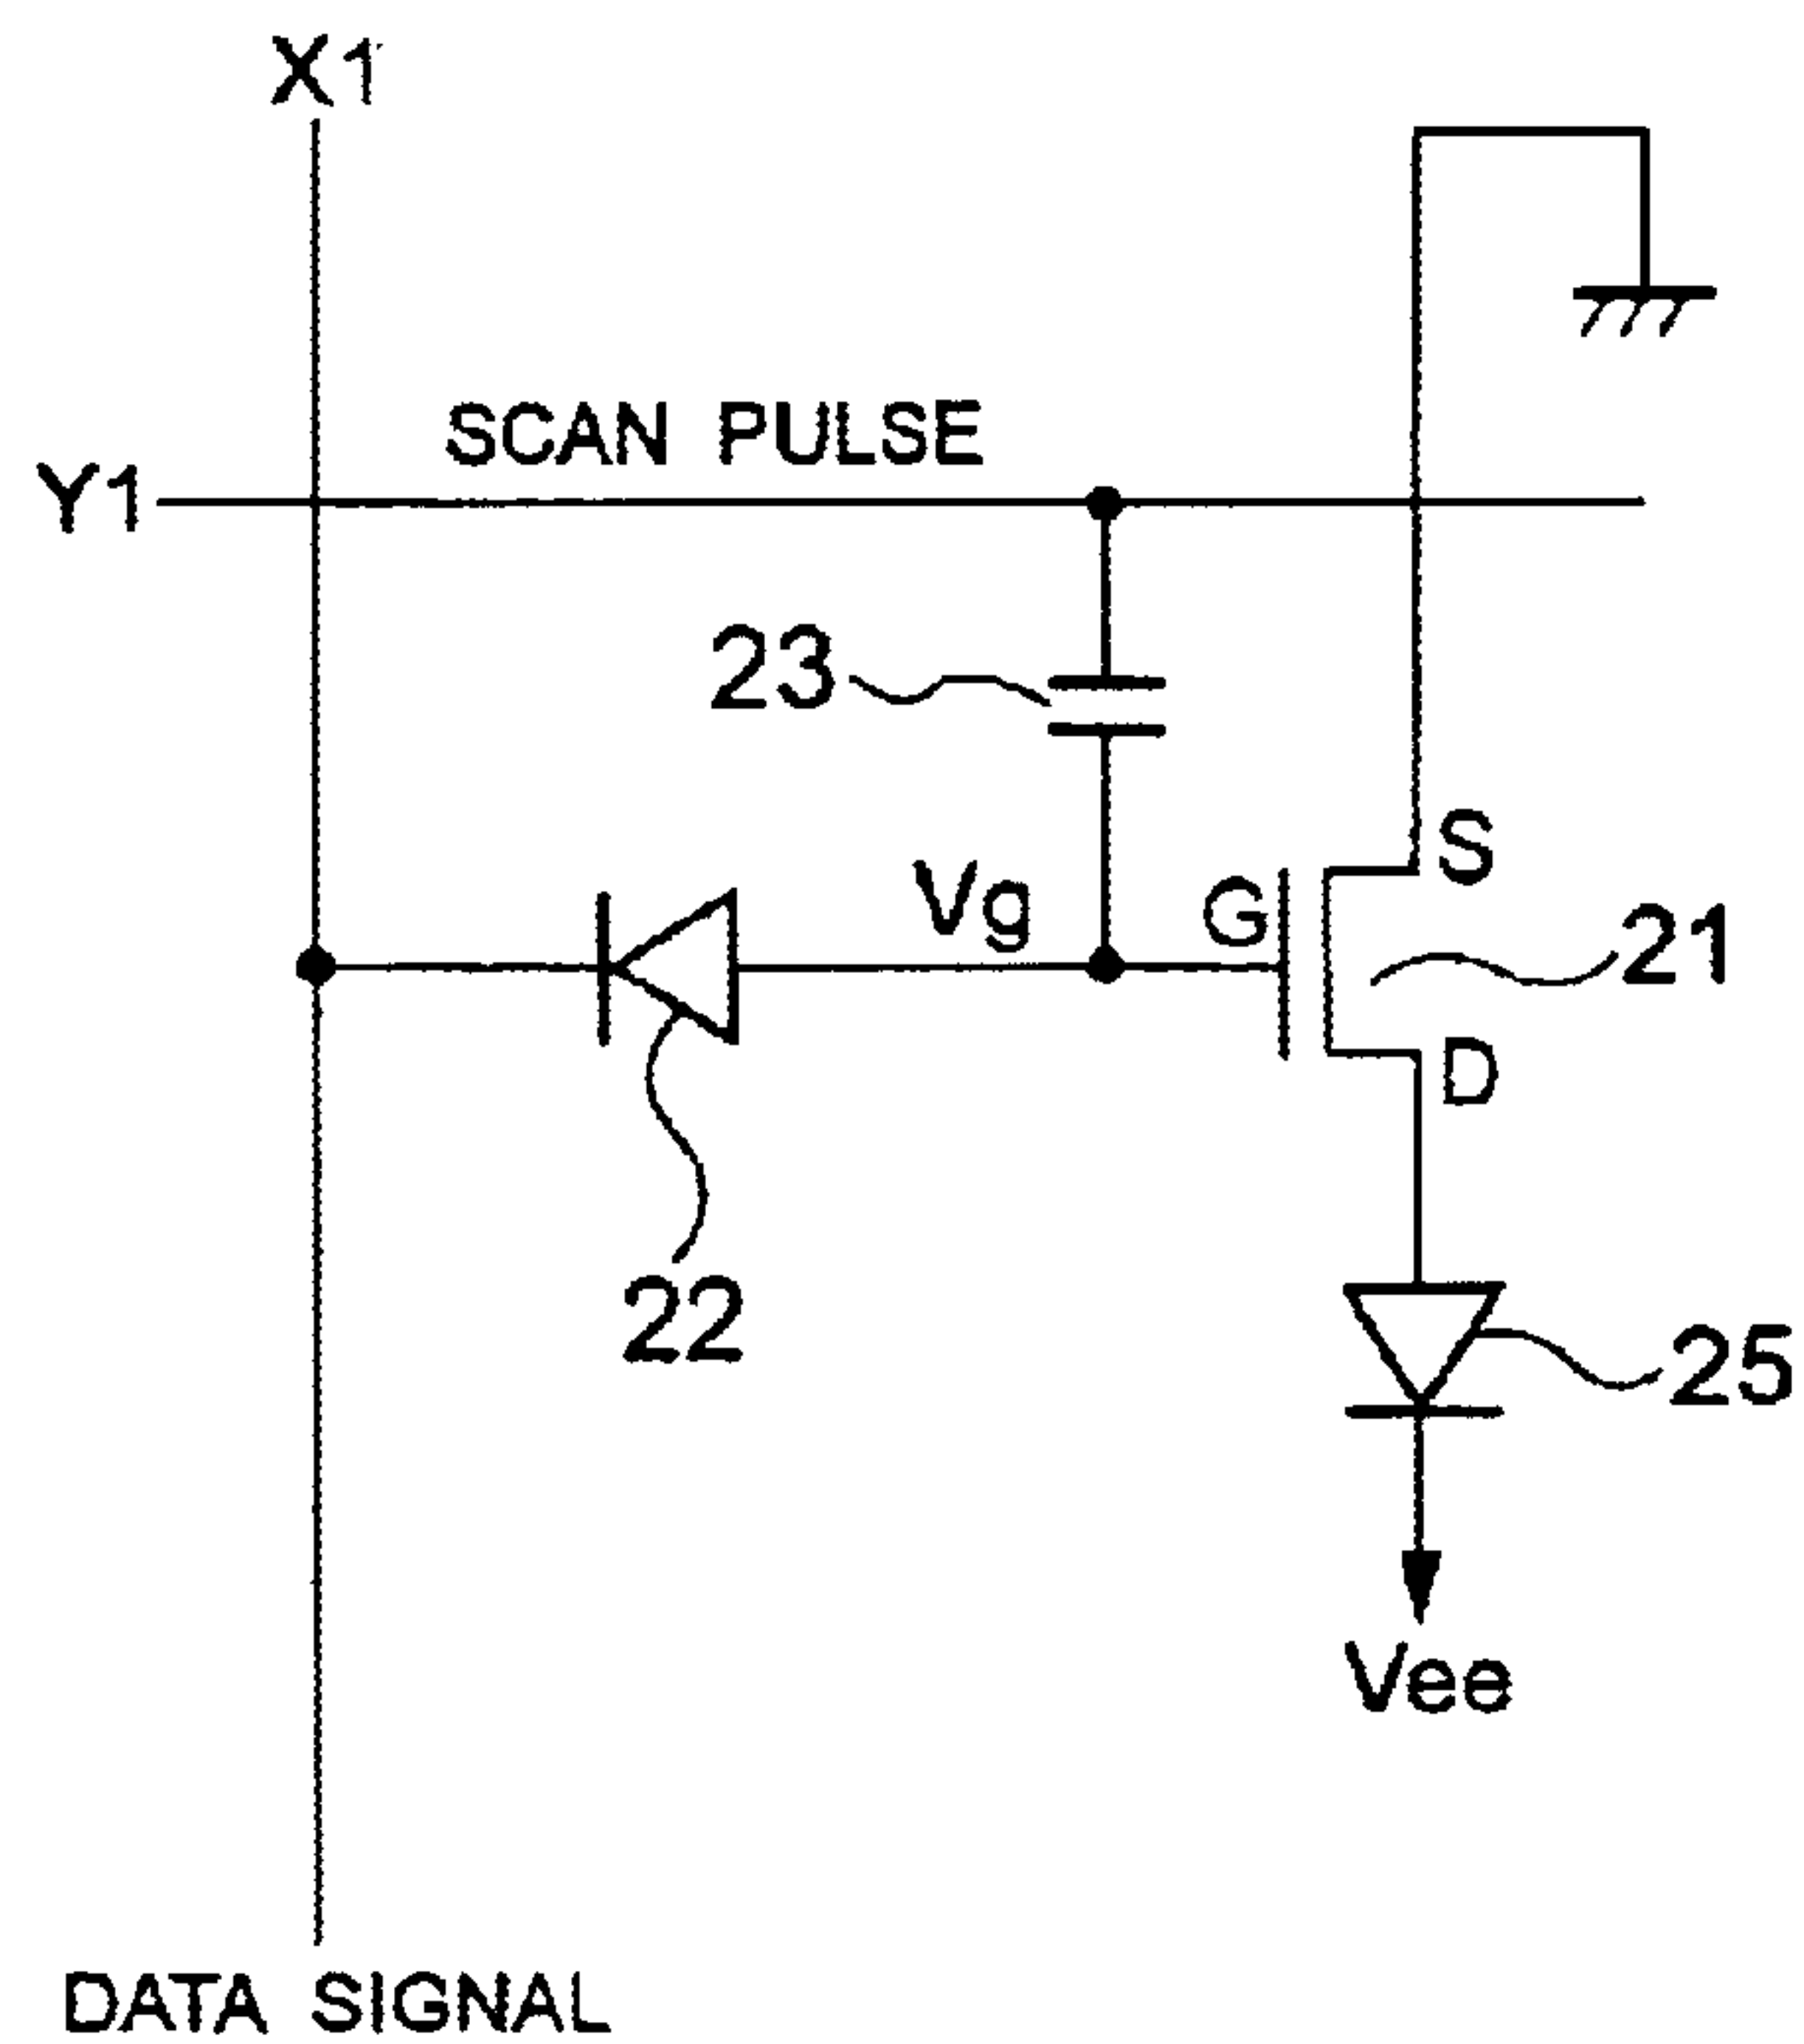 X1
SCAN PULSE
Y1
23
S
Vg
G
21
D
22
25
Vee
DATA SIGNAL